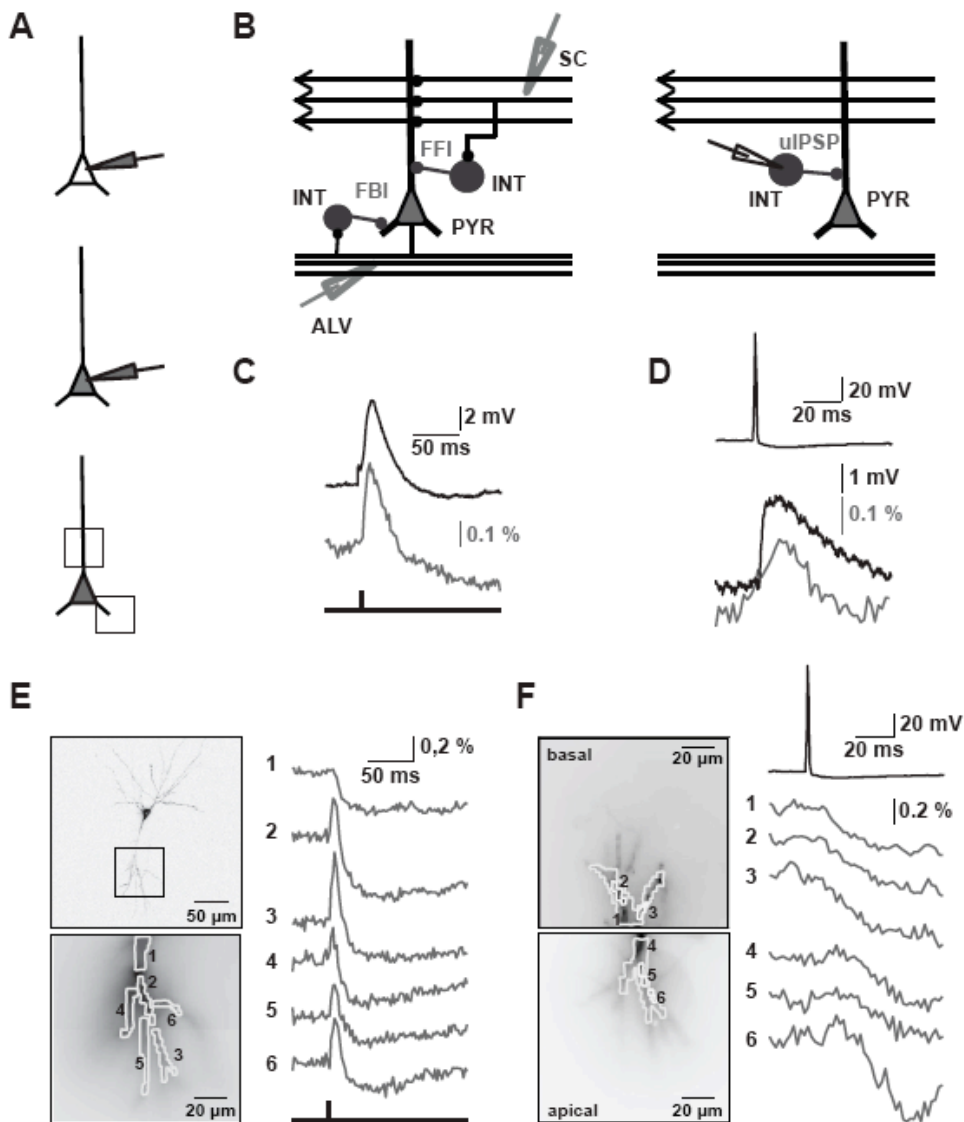 A
B
SC
FFI
INT
INT
FBI
PYR
ALV
uIPSP
INT
PYR
C
2 mV
50 ms
0.1 %
D
20 mV
20 ms
1 mV
0.1 %
E
50 µm
1
2
3
4
5
6
20 µm
0,2 %
50 ms
1
2
3
4
5
6
F
basal
20 µm
1
2
3
4
5
6
apical
20 µm
20 mV
20 ms
0.2 %
1
2
3
4
5
6